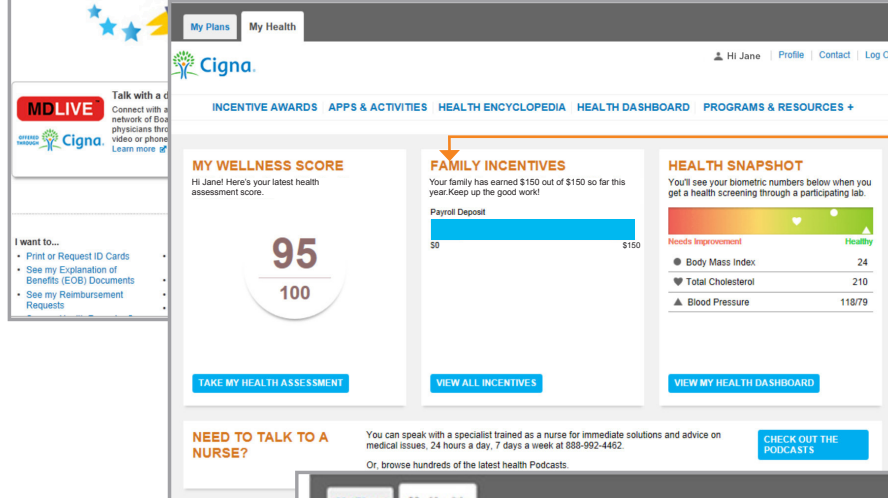 My Plans
My Health
Cigna.
Hi Jane
Profile
Contact
Log
INCENTIVE AWARDS
APPS & ACTIVITIES
HEALTH ENCYCLOPEDIA
HEALTH DASHBOARD
PROGRAMS & RESOURCES +
MDLIVE
OFFERED
THROUGH
Cigna.
Talk with a d
Connect with a
network of Boa
physicians thro
video or phone
Learn more
I want to...
• Print or Request ID Cards
• See my Explanation of
Benefits (EOB) Documents
• See my Reimbursement
Requests
MY WELLNESS SCORE
Hi Jane! Here's your latest health
assessment score.
95
100
TAKE MY HEALTH ASSESSMENT
FAMILY INCENTIVES
Your family has earned $150 out of $150 so far this
year.Keep up the good work!
Payroll Deposit
$0
$150
VIEW ALL INCENTIVES
HEALTH SNAPSHOT
You'll see your biometric numbers below when you
get a health screening through a participating lab.
Needs Improvement
Healthy
Body Mass Index 24
Total Cholesterol 210
Blood Pressure 118/79
VIEW MY HEALTH DASHBOARD
NEED TO TALK TO A
NURSE?
You can speak with a specialist trained as a nurse for immediate solutions and advice on
medical issues, 24 hours a day, 7 days a week at 888-992-4462.
Or, browse hundreds of the latest health Podcasts.
CHECK OUT THE
PODCASTS